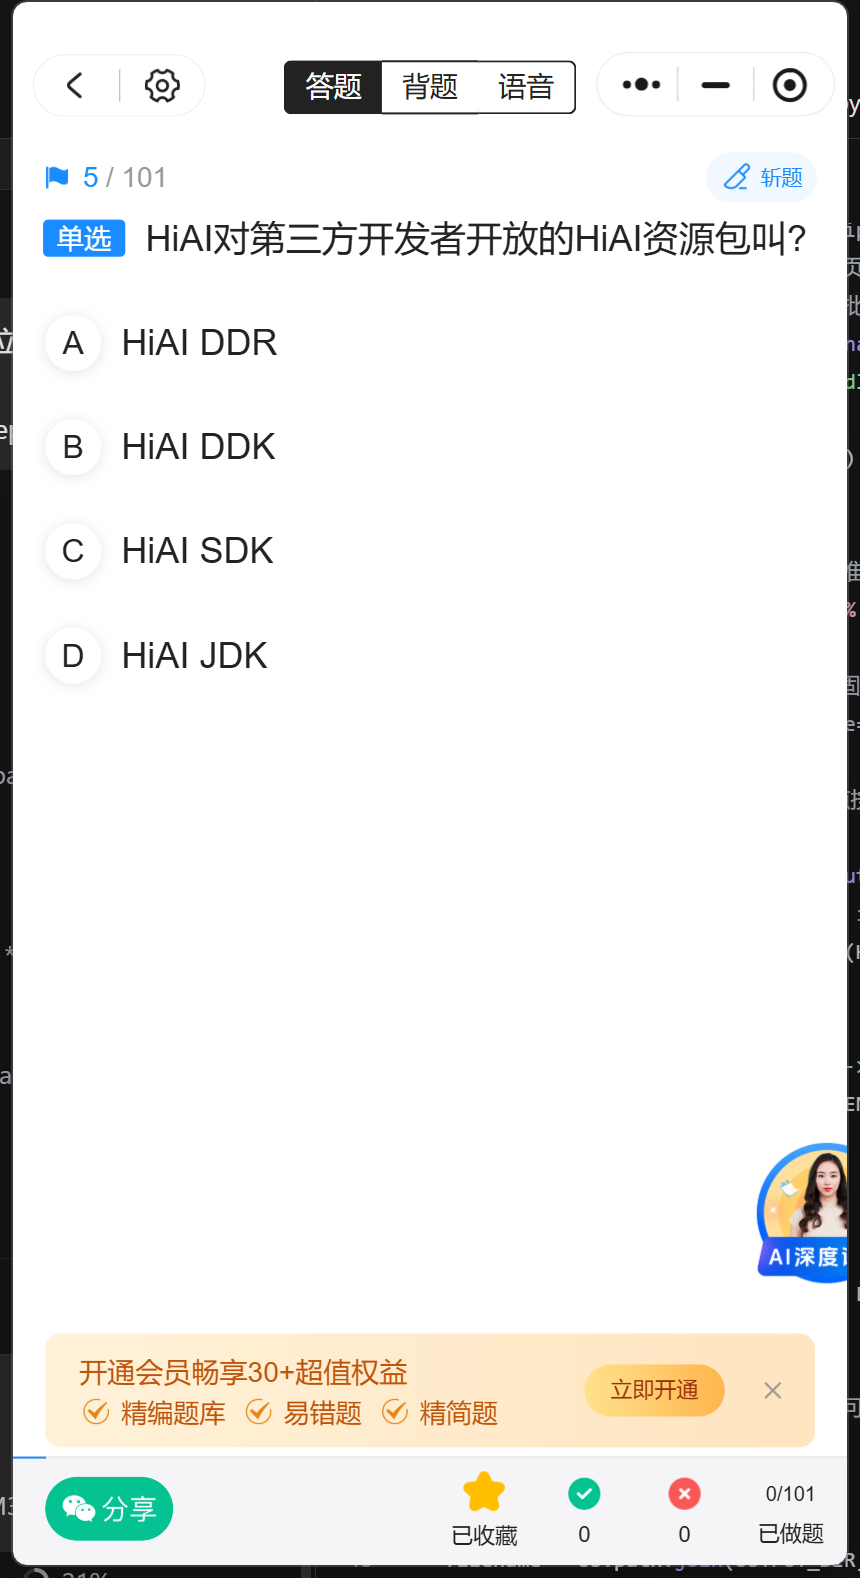 答题 背题 语音
5 / 101
斩题
单选 HiAI对第三方开发者开放的HiAI资源包叫?
A HiAI DDR
B HiAI DDK
C HiAI SDK
D HiAI JDK
AI深度
开通会员畅享30+超值权益
精编题库 易错题 精简题
立即开通
分享
已收藏
0
0
0/101
已做题